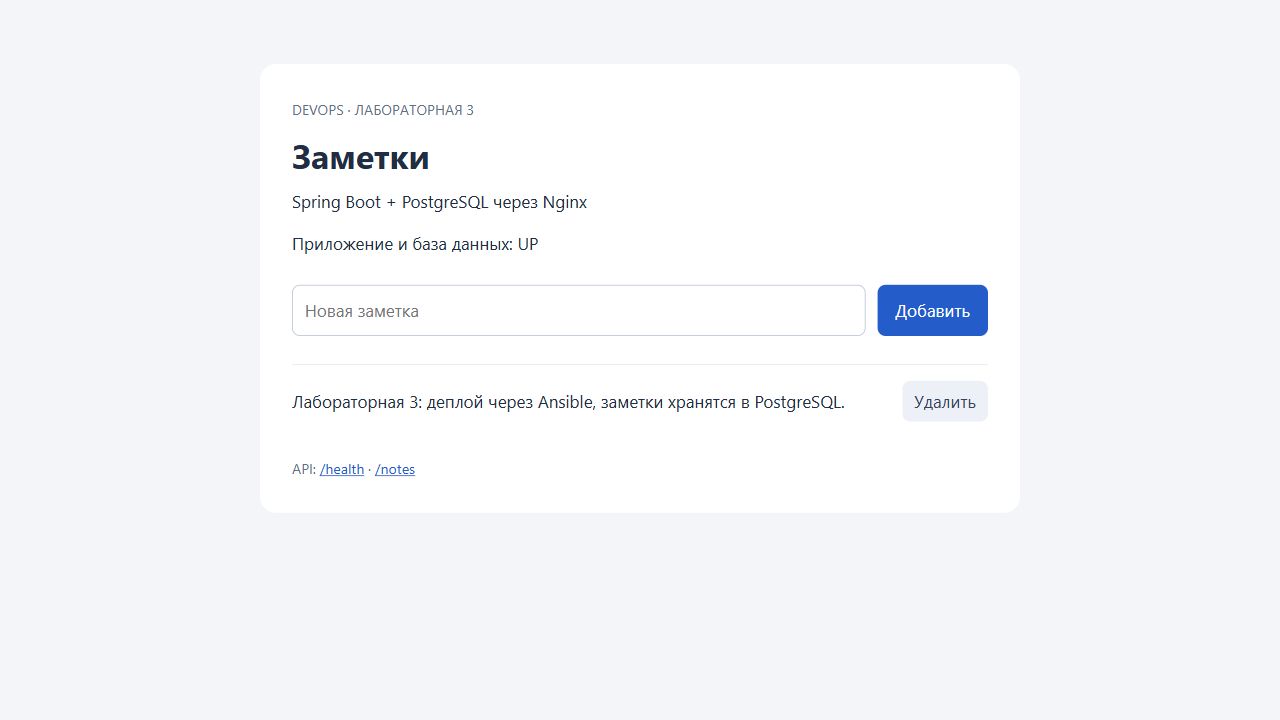 DEVOPS · ЛАБОРАТОРНАЯ 3
Заметки
Spring Boot + PostgreSQL через Nginx
Приложение и база данных: UP
Новая заметка
Добавить
Лабораторная 3: деплой через Ansible, заметки хранятся в PostgreSQL.
Удалить
API: /health · /notes